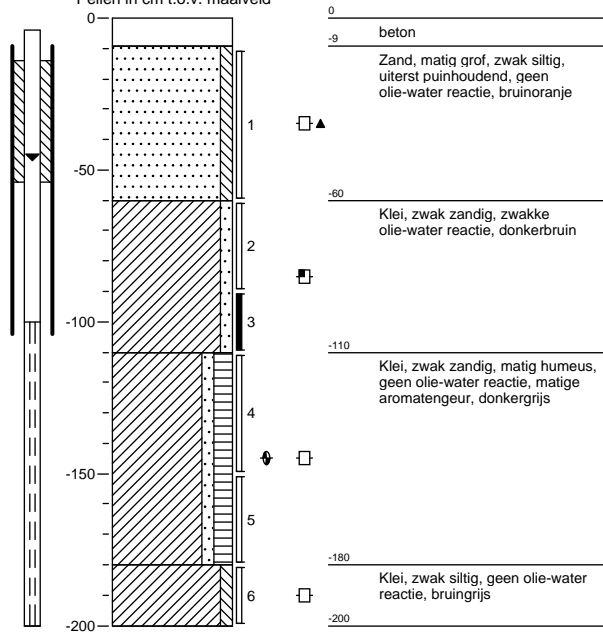 Peilen in cm t.o.v. maaiveld
0
-50
-100
-150
-200
1
2
3
4
5
6
0
beton
-9
Zand, matig grof, zwak siltig,
uiterst puinhoudend, geen
olie-water reactie, bruinoranje
-60
Klei, zwak zandig, zwakke
olie-water reactie, donkerbruin
-110
Klei, zwak zandig, matig humeus,
geen olie-water reactie, matige
aromatengeur, donkergrijs
-180
Klei, zwak siltig, geen olie-water
reactie, bruingrijs
-200